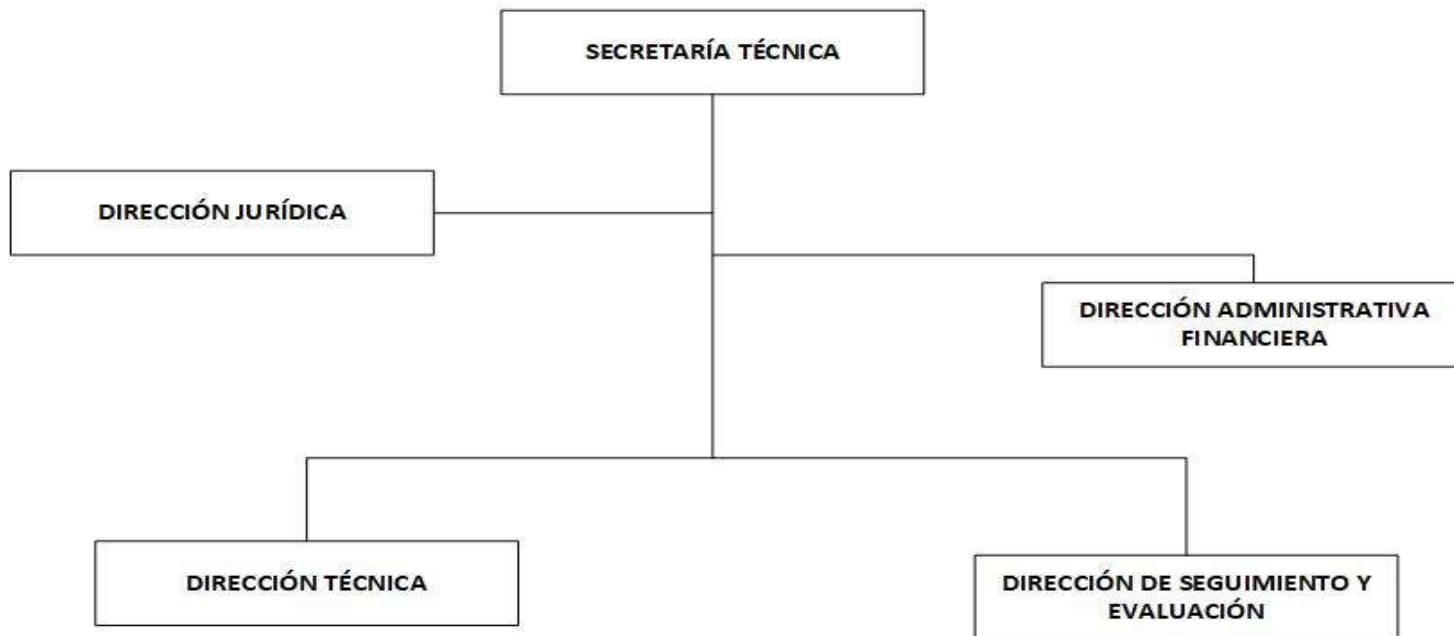 SECRETARÍA TÉCNICA
DIRECCIÓN JURÍDICA
DIRECCIÓN ADMINISTRATIVA
FINANCIERA
DIRECCIÓN TÉCNICA
DIRECCIÓN DE SEGUIMIENTO Y
EVALUACIÓN